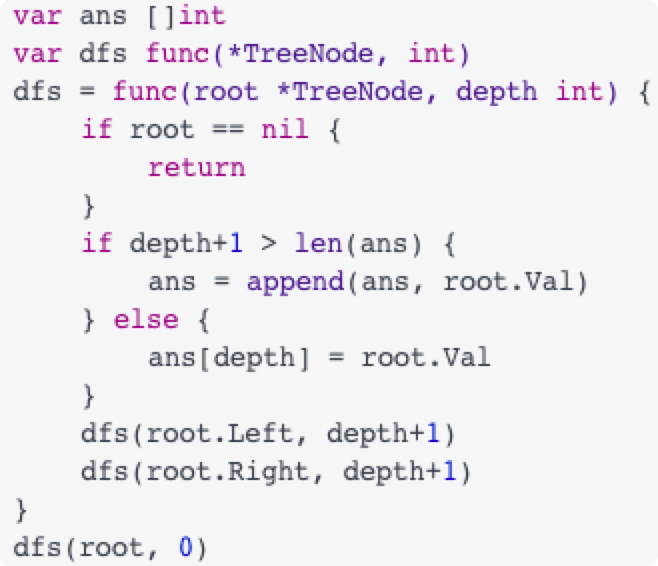 var ans []int
var dfs func(*TreeNode, int)
dfs = func(root *TreeNode, depth int) {
    if root == nil {
        return
    }
    if depth+1 > len(ans) {
        ans = append(ans, root.Val)
    } else {
        ans[depth] = root.Val
    }
    dfs(root.Left, depth+1)
    dfs(root.Right, depth+1)
}
dfs(root, 0)